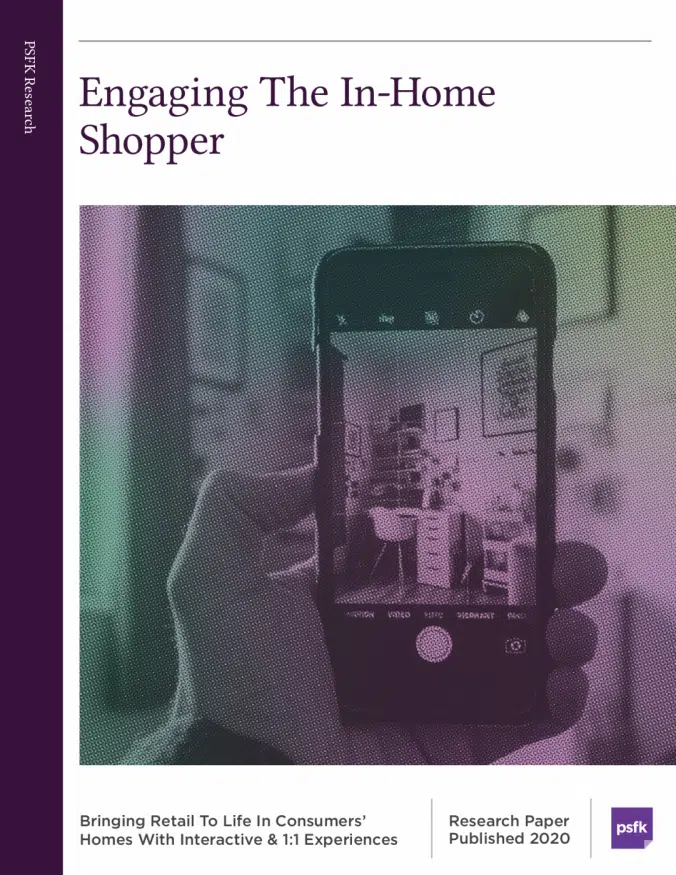 PSFK Research
Engaging The In-Home
Shopper
VIDEO
Bringing Retail To Life In Consumers’
Homes With Interactive & 1:1 Experiences
Research Paper
Published 2020
psfk